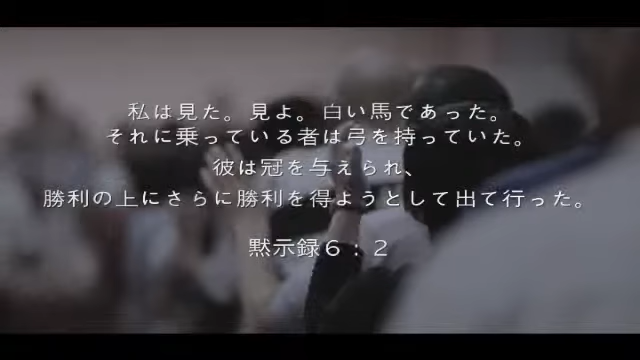 私は見た。見よ。白い馬であった。
それに乗っている者は弓を持っていた。
彼は冠を与えられ、
勝利の上にさらに勝利を得ようとして出て行った。
黙示録６：２